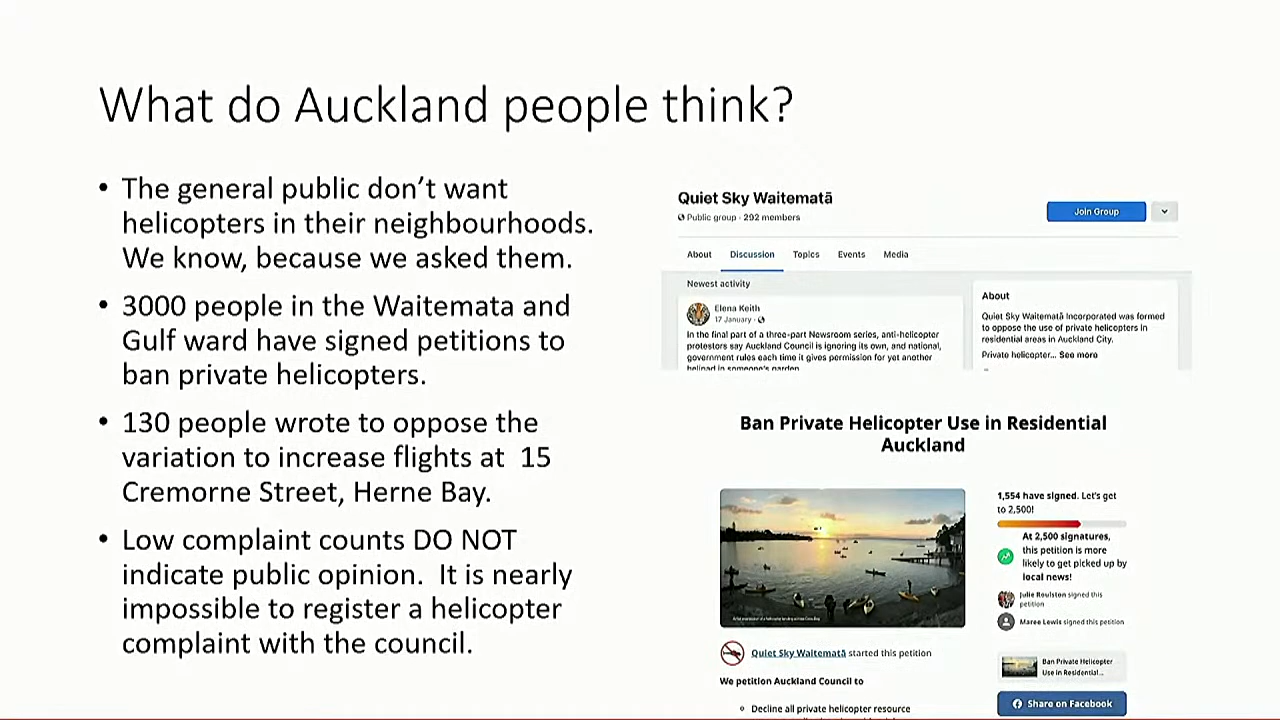 What do Auckland people think?
• The general public don’t want
helicopters in their neighbourhoods.
We know, because we asked them.
• 3000 people in the Waitemata and
Gulf ward have signed petitions to
ban private helicopters.
• 130 people wrote to oppose the
variation to increase flights at 15
Cremorne Street, Herne Bay.
• Low complaint counts DO NOT
indicate public opinion. It is nearly
impossible to register a helicopter
complaint with the council.
Quiet Sky Waitematā
Public group · 292 members
Join Group
About Discussion Topics Events Media
Newest activity
Elena Keith
17 January ·
In the final part of a three-part Newsroom series, anti-helicopter
protestors say Auckland Council is ignoring its own, and national,
government rules each time it gives permission for yet another
helipad in someone's garden
About
Quiet Sky Waitematā Incorporated was formed
to oppose the use of private helicopters in
residential areas in Auckland City.
Private helicopter... See more
Ban Private Helicopter Use in Residential
Auckland
1,554 have signed. Let's get
to 2,500!
At 2,500 signatures,
this petition is more
likely to get picked up by
local news!
Julie Roulston signed this
petition
Maree Lewis signed this petition
Ban Private Helicopter
Use in Residential...
Share on Facebook
Quiet Sky Waitematā started this petition
We petition Auckland Council to
Decline all private helicopter resource